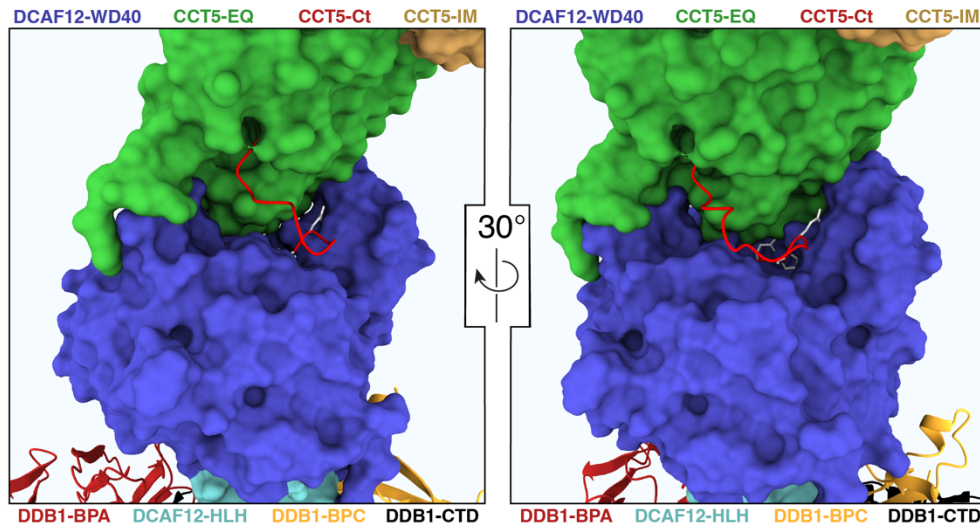 DCAF12-WD40 CCT5-EQ CCT5-Ct CCT5-IM DCAF12-WD40 CCT5-EQ CCT5-Ct CCT5-IM
30°
DDB1-BPA DCAF12-HLH DDB1-BPC DDB1-CTD DDB1-BPA DCAF12-HLH DDB1-BPC DDB1-CTD